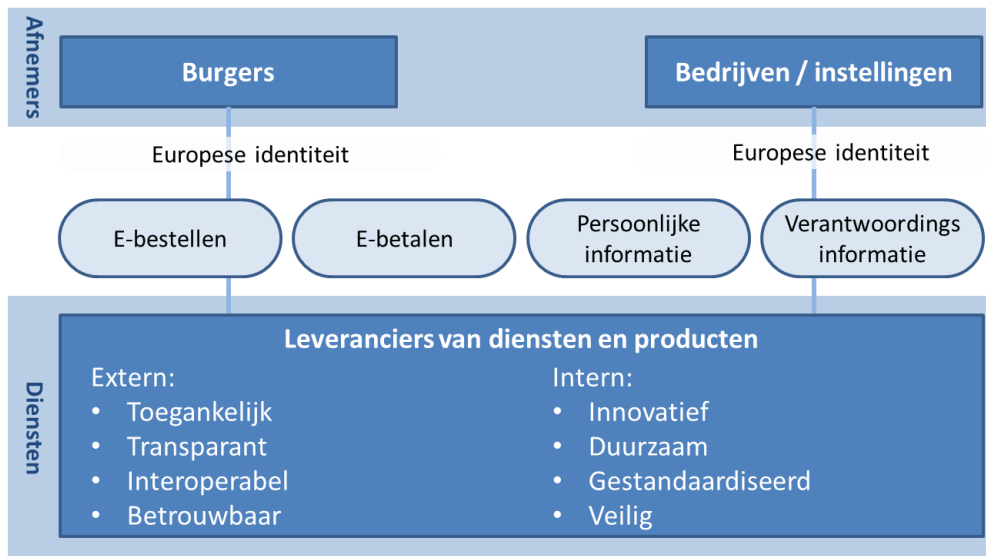 Afnemers
Burgers
Bedrijven / instellingen
Europese identiteit
Europese identiteit
E-bestellen
E-betalen
Persoonlijke
informatie
Verantwoordings
informatie
Diensten
Leveranciers van diensten en producten
Extern:
• Toegankelijk
• Transparant
• Interoperabel
• Betrouwbaar
Intern:
• Innovatief
• Duurzaam
• Gestandaardiseerd
• Veilig